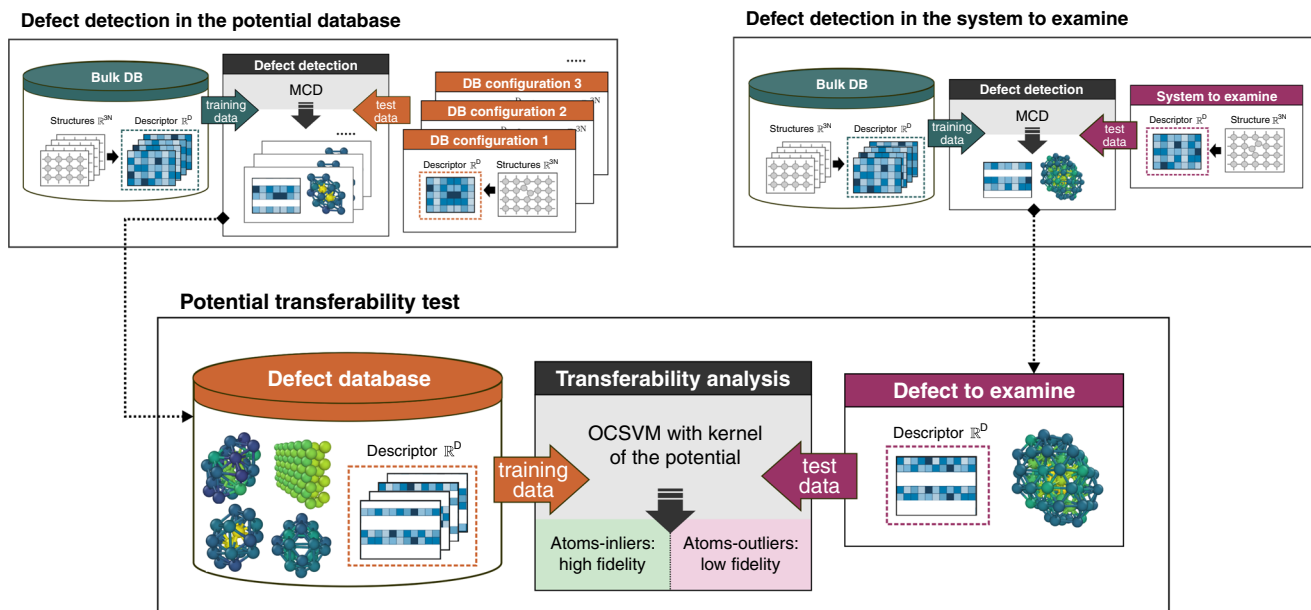 Defect detection in the potential database
Bulk DB
Structures ℝ³ᴺ
Descriptor ℝᴰ
training
data
Defect detection
MCD
.....
test
data
.....
DB configuration 3
DB configuration 2
DB configuration 1
Descriptor ℝᴰ
Structures ℝ³ᴺ
Defect detection in the system to examine
Bulk DB
Structures ℝ³ᴺ
Descriptor ℝᴰ
training
data
Defect detection
MCD
test
data
System to examine
Descriptor ℝᴰ
Structure ℝ³ᴺ
Potential transferability test
Defect database
Descriptor ℝᴰ
training
data
Transferability analysis
OCSVM with kernel
of the potential
Atoms-inliers:
high fidelity
Atoms-outliers:
low fidelity
test
data
Defect to examine
Descriptor ℝᴰ